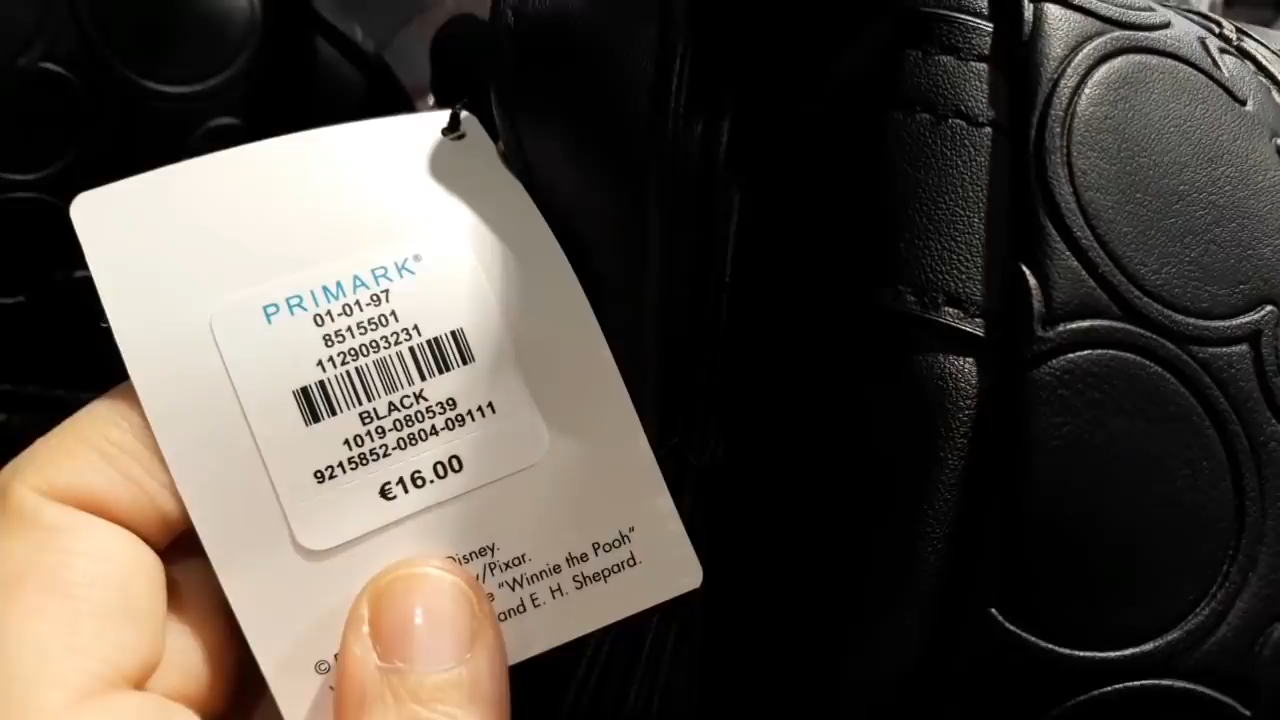 PRIMARK®
01-01-97
8515501
1129093231
BLACK
1019-080539
9215852-0804-09111
€16.00
Disney.
/Pixar.
"Winnie the Pooh"
and E. H. Shepard.
©